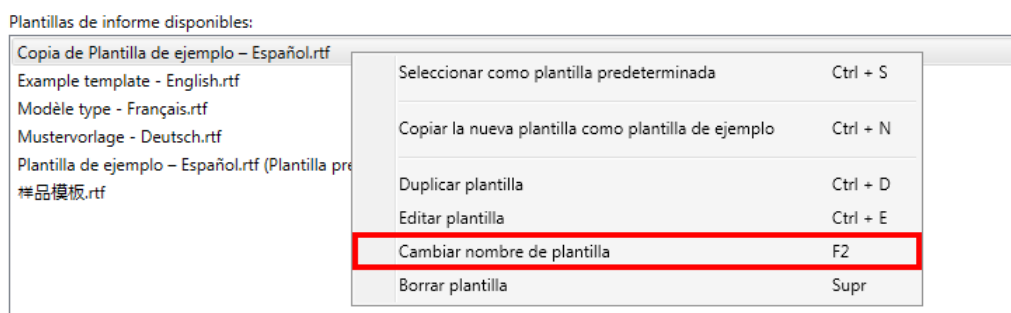 Plantillas de informe disponibles:
Copia de Plantilla de ejemplo – Español.rtf
Example template - English.rtf
Modèle type - Français.rtf
Mustervorlage - Deutsch.rtf
Plantilla de ejemplo – Español.rtf (Plantilla pre
样品模板.rtf
Seleccionar como plantilla predeterminada Ctrl + S
Copiar la nueva plantilla como plantilla de ejemplo Ctrl + N
Duplicar plantilla Ctrl + D
Editar plantilla Ctrl + E
Cambiar nombre de plantilla F2
Borrar plantilla Supr